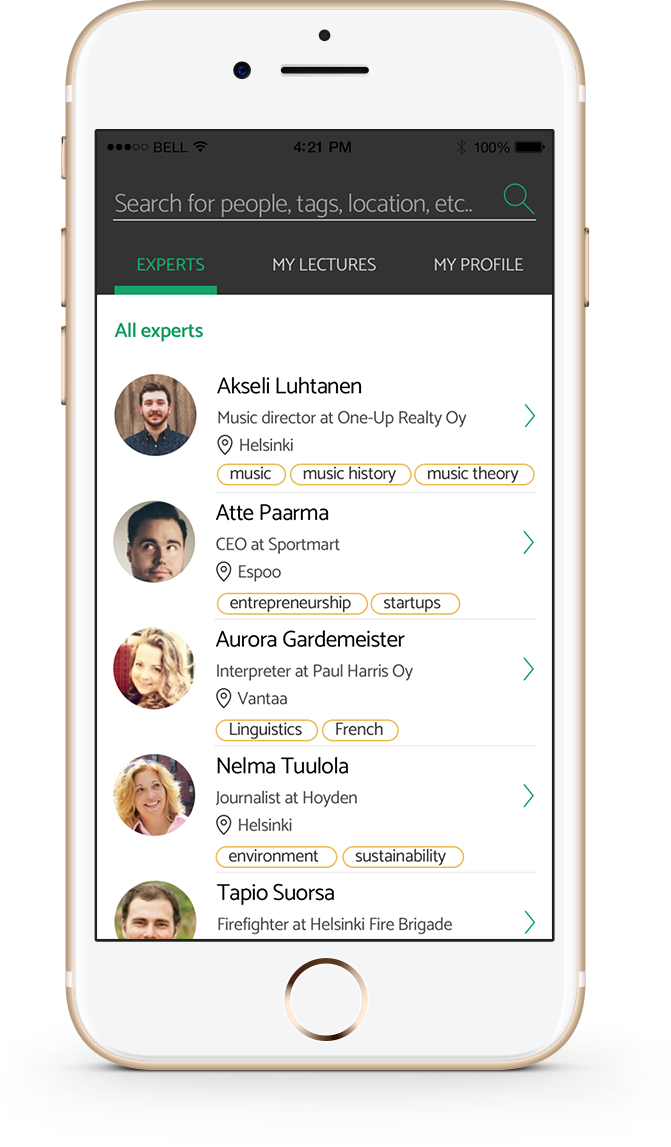 BELL 4:21 PM 100%
Search for people, tags, location, etc..
EXPERTS MY LECTURES MY PROFILE
All experts
Akseli Luhtanen
Music director at One-Up Realty Oy
Helsinki
music music history music theory
Atte Paarma
CEO at Sportmart
Espoo
entrepreneurship startups
Aurora Gardemeister
Interpreter at Paul Harris Oy
Vantaa
Linguistics French
Nelma Tuulola
Journalist at Hoyden
Helsinki
environment sustainability
Tapio Suorsa
Firefighter at Helsinki Fire Brigade